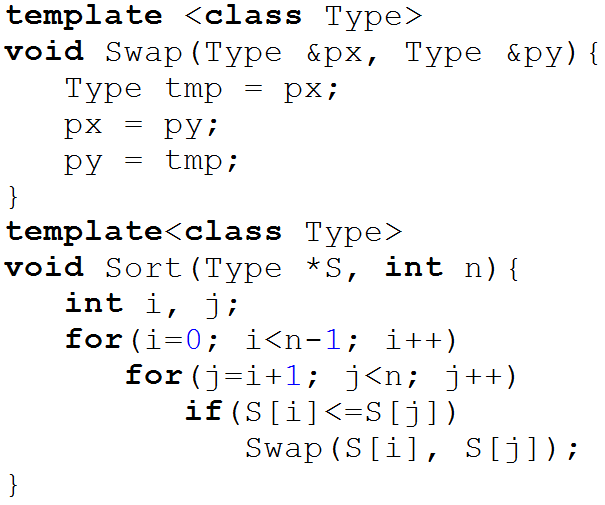 template <class Type>
void Swap(Type &px, Type &py){
   Type tmp = px;
   px = py;
   py = tmp;
}
template<class Type>
void Sort(Type *S, int n){
   int i, j;
   for(i=0; i<n-1; i++)
      for(j=i+1; j<n; j++)
         if(S[i]<=S[j])
            Swap(S[i], S[j]);
}